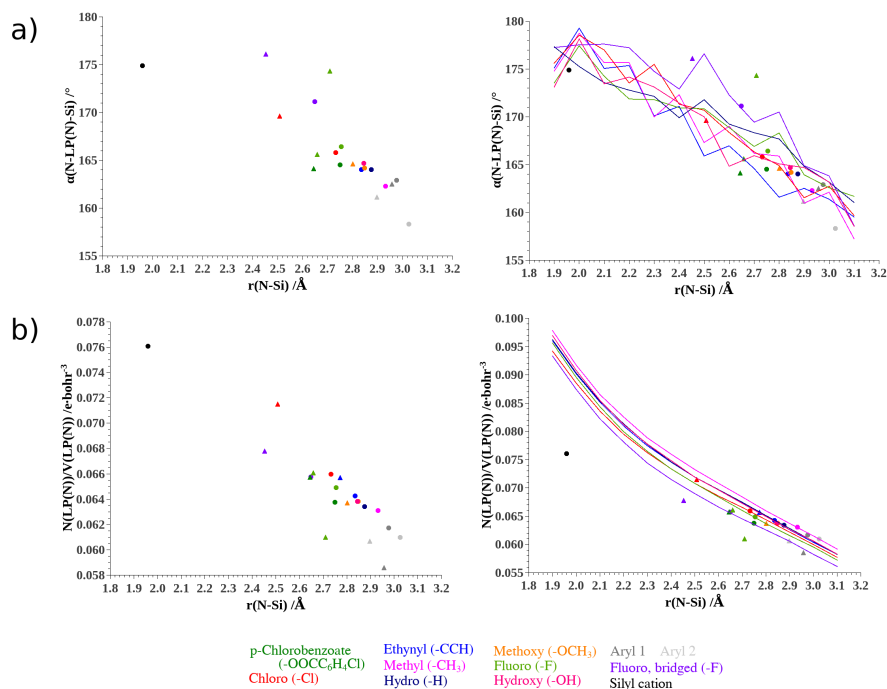 a)
180
175
170
165
160
155
α(N-LP(N)-Si) /°
1.8 1.9 2.0 2.1 2.2 2.3 2.4 2.5 2.6 2.7 2.8 2.9 3.0 3.1 3.2
r(N-Si) /Å
180
175
170
165
160
155
α(N-LP(N)-Si) /°
1.8 1.9 2.0 2.1 2.2 2.3 2.4 2.5 2.6 2.7 2.8 2.9 3.0 3.1 3.2
r(N-Si) /Å
b)
0.078
0.076
0.074
0.072
0.070
0.068
0.066
0.064
0.062
0.060
0.058
N(LP(N))/V(LP(N)) /e·bohr⁻³
1.8 1.9 2.0 2.1 2.2 2.3 2.4 2.5 2.6 2.7 2.8 2.9 3.0 3.1 3.2
r(N-Si) /Å
0.100
0.095
0.090
0.085
0.080
0.075
0.070
0.065
0.060
0.055
N(LP(N))/V(LP(N)) /e·bohr⁻³
1.8 1.9 2.0 2.1 2.2 2.3 2.4 2.5 2.6 2.7 2.8 2.9 3.0 3.1 3.2
r(N-Si) /Å
p-Chlorobenzoate
(-OOCC₆H₄Cl)
Chloro (-Cl)
Ethynyl (-CCH)
Methyl (-CH₃)
Hydro (-H)
Methoxy (-OCH₃)
Fluoro (-F)
Hydroxy (-OH)
Aryl 1 Aryl 2
Fluoro, bridged (-F)
Silyl cation